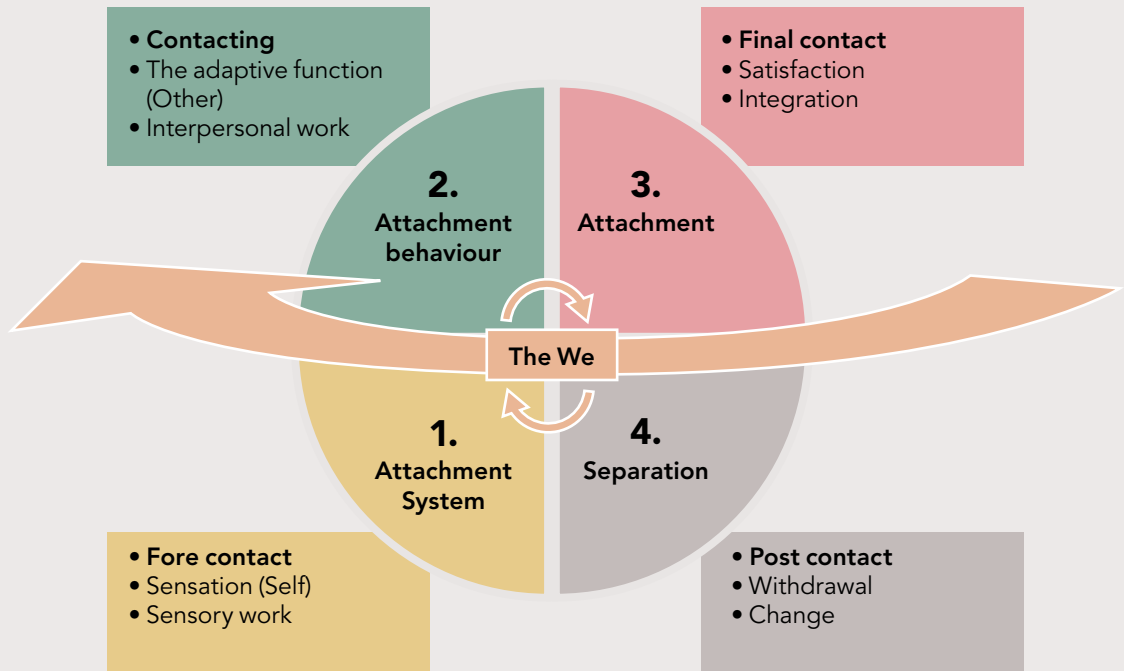 • Contacting
• The adaptive function
(Other)
• Interpersonal work
• Final contact
• Satisfaction
• Integration
2.
Attachment
behaviour
3.
Attachment
The We
1.
Attachment
System
4.
Separation
• Fore contact
• Sensation (Self)
• Sensory work
• Post contact
• Withdrawal
• Change